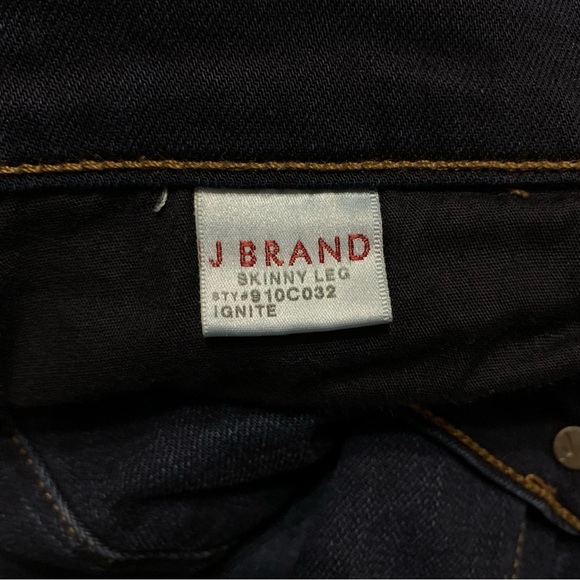 J BRAND
SKINNY LEG
STY#910C032
IGNITE